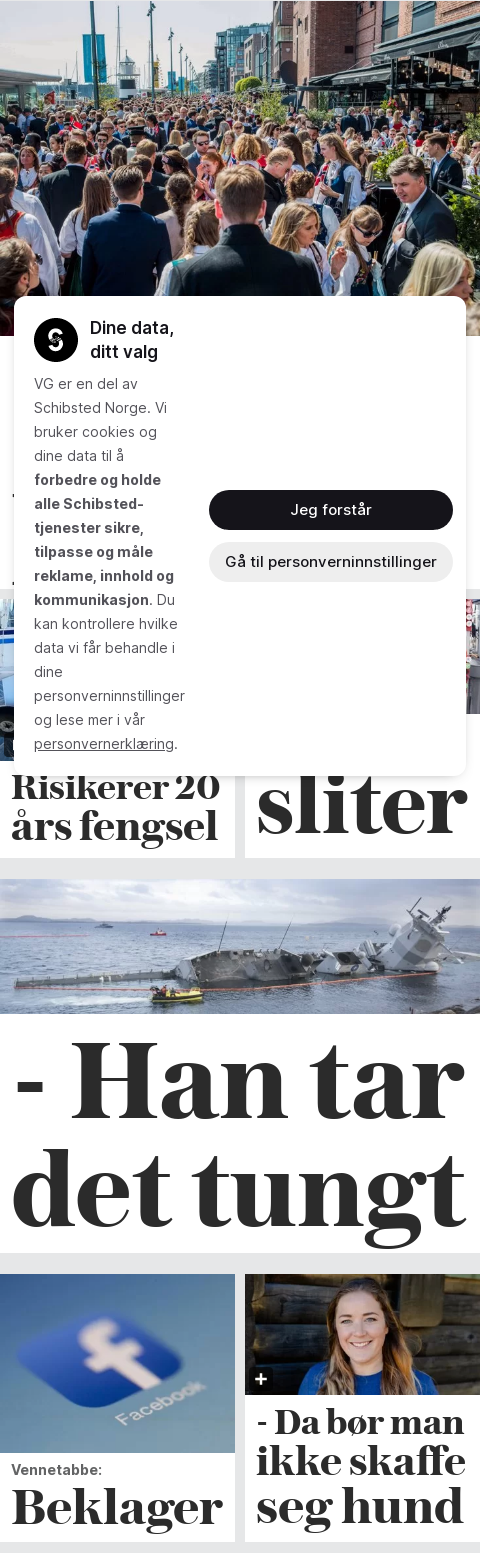 Dine data,
ditt valg
VG er en del av
Schibsted Norge. Vi
bruker cookies og
dine data til å
forbedre og holde
alle Schibsted-
tjenester sikre,
tilpasse og måle
reklame, innhold og
kommunikasjon. Du
kan kontrollere hvilke
data vi får behandle i
dine
personverninnstillinger
og lese mer i vår
personvernerklæring.
Jeg forstår
Gå til personverninnstillinger
Risikerer 20
års fengsel
sliter
- Han tar
det tungt
Facebook
Vennetabbe:
Beklager
- Da bør man
ikke skaffe
seg hund